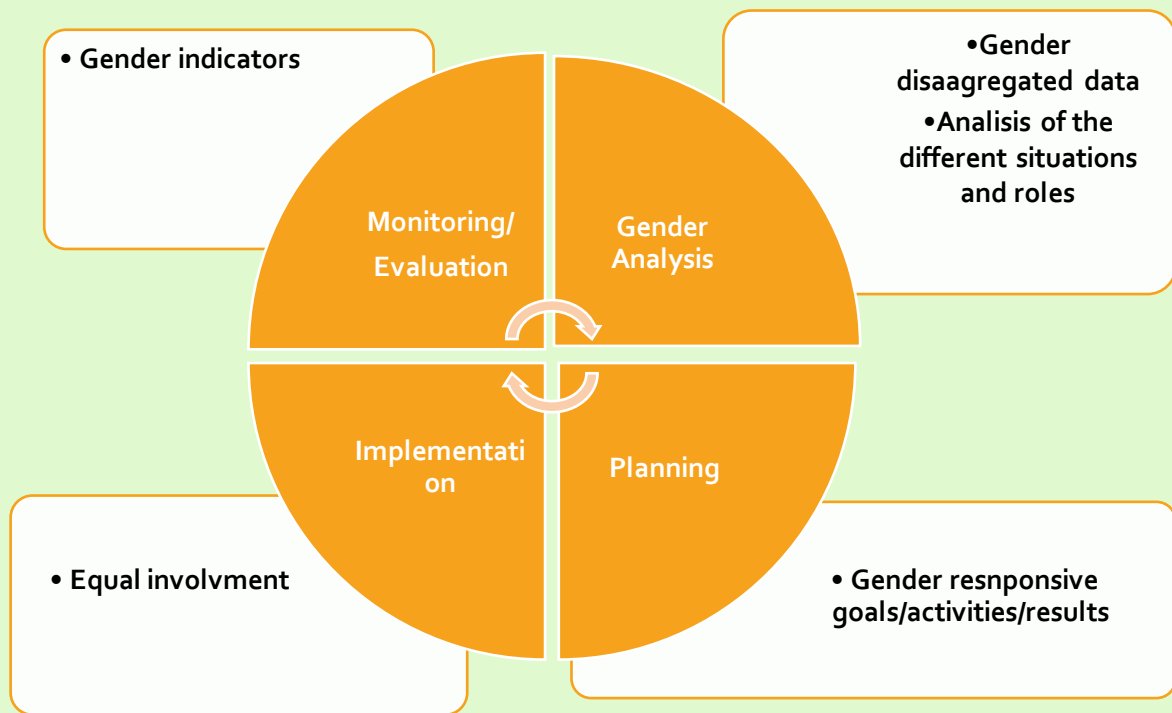 • Gender indicators
•Gender
disaagregated data
•Analisis of the
different situations
and roles
Monitoring/
Evaluation
Gender
Analysis
Implementati
on
Planning
• Equal involvment
• Gender resnponsive
goals/activities/results